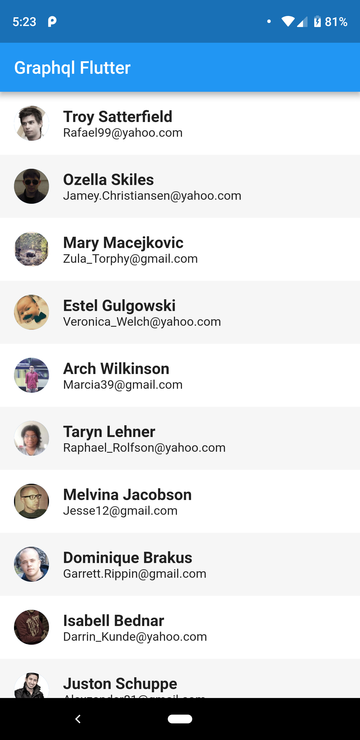 5:23
81%
Graphql Flutter
Troy Satterfield
Rafael99@yahoo.com
Ozella Skiles
Jamey.Christiansen@yahoo.com
Mary Macejkovic
Zula_Torphy@gmail.com
Estel Gulgowski
Veronica_Welch@yahoo.com
Arch Wilkinson
Marcia39@gmail.com
Taryn Lehner
Raphael_Rolfson@yahoo.com
Melvina Jacobson
Jesse12@gmail.com
Dominique Brakus
Garrett.Rippin@gmail.com
Isabell Bednar
Darrin_Kunde@yahoo.com
Juston Schuppe